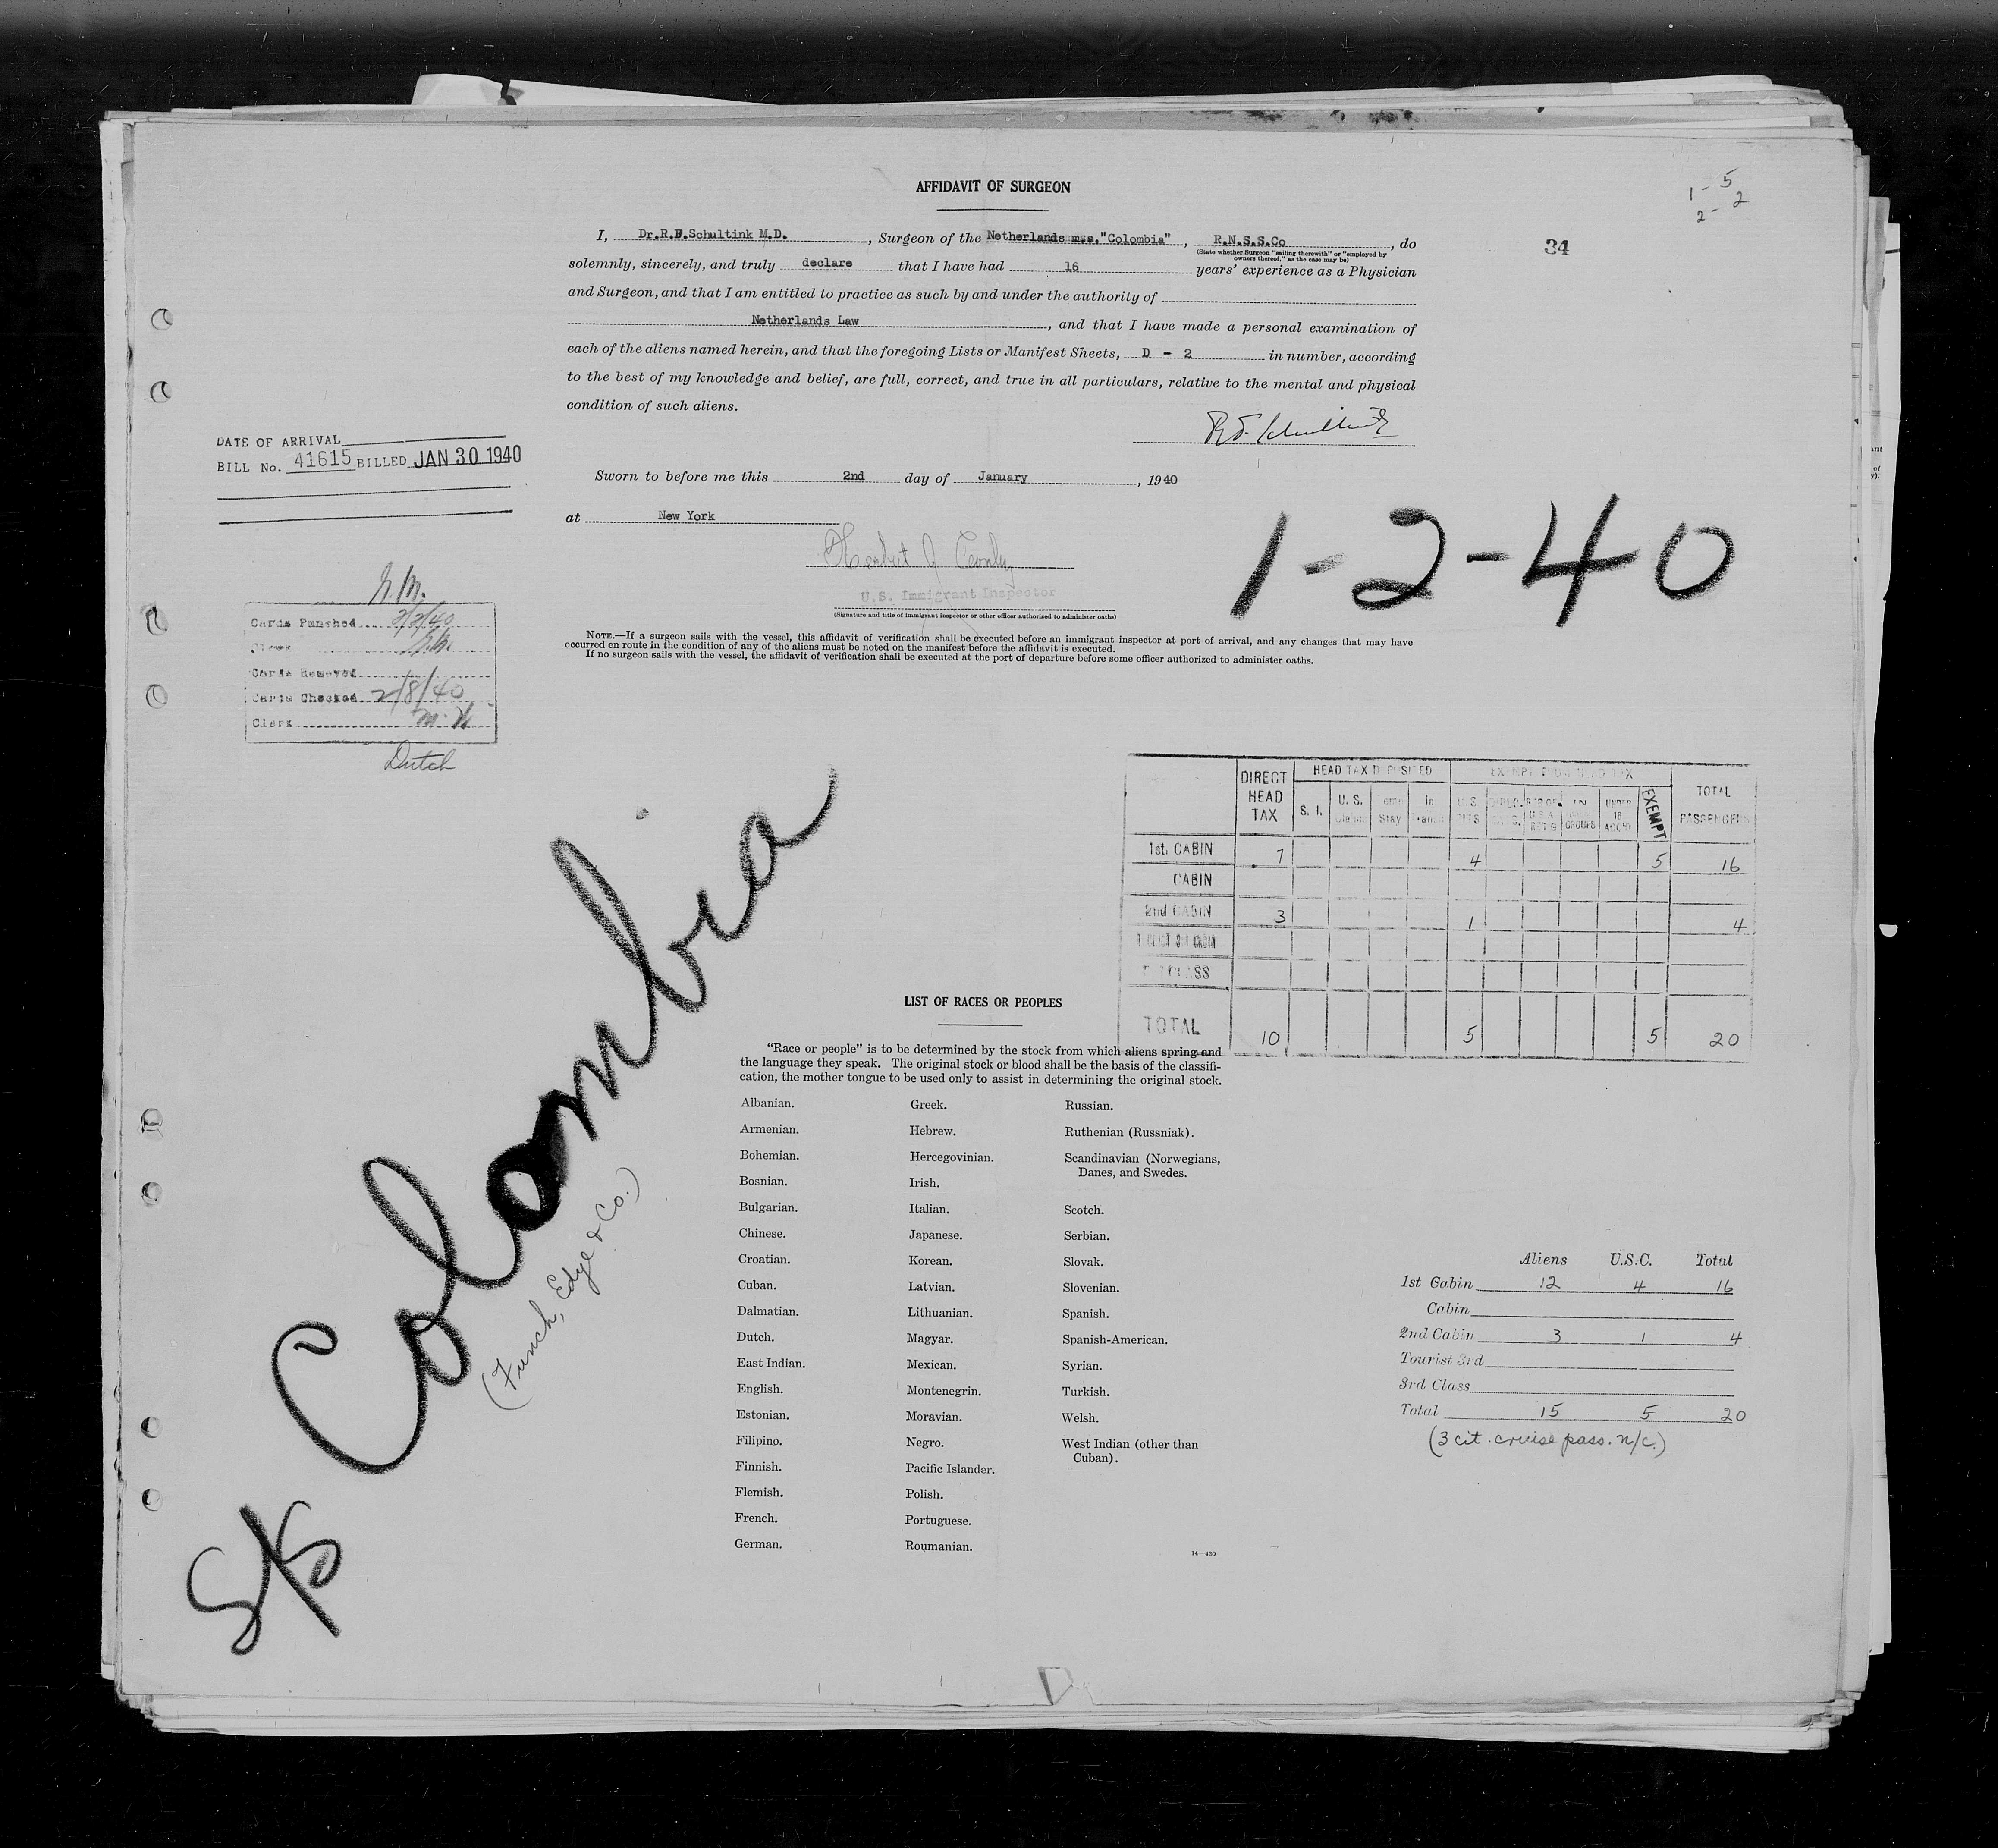 AFFIDAVIT OF SURGEON
1 - 5
2 - 2
34
I, Dr.R.F.Schultink M.D. , Surgeon of the Netherlands m.s."Colombia" , R.N.S.S.Co , do
(State whether Surgeon "sailing therewith" or "employed by
owners thereof," as the case may be)
solemnly, sincerely, and truly declare that I have had 16 years' experience as a Physician
and Surgeon, and that I am entitled to practice as such by and under the authority of
Netherlands Law , and that I have made a personal examination of
each of the aliens named herein, and that the foregoing Lists or Manifest Sheets, D - 2 in number, according
to the best of my knowledge and belief, are full, correct, and true in all particulars, relative to the mental and physical
condition of such aliens.
DATE OF ARRIVAL
BILL No. 41615 BILLED JAN 30 1940
Sworn to before me this 2nd day of January , 1940
at New York
U.S. Immigrant Inspector
(Signature and title of immigrant inspector or other officer authorized to administer oaths)
1-2-40
NOTE.—If a surgeon sails with the vessel, this affidavit of verification shall be executed before an immigrant inspector at port of arrival, and any changes that may have
occurred en route in the condition of any of the aliens must be noted on the manifest before the affidavit is executed.
If no surgeon sails with the vessel, the affidavit of verification shall be executed at the port of departure before some officer authorized to administer oaths.
Cards Punched 2/2/40
Cards Removed
Cards Checked 2/8/40
Clerk
Dutch
DIRECT HEAD TAX HEAD TAX DEPOSITED EXEMPT FROM HEAD TAX TOTAL PASSENGERS
S. I. U. S. Stay In U.S. GROUPS UNDER 16 EXEMPT
1st. CABIN 7 4 5 16
CABIN
2nd CABIN 3 1 4
TOTAL 10 5 5 20
S/S Colombia
(Funch, Edye & Co.)
LIST OF RACES OR PEOPLES
"Race or people" is to be determined by the stock from which aliens spring and
the language they speak. The original stock or blood shall be the basis of the classifi-
cation, the mother tongue to be used only to assist in determining the original stock.
Albanian.
Armenian.
Bohemian.
Bosnian.
Bulgarian.
Chinese.
Croatian.
Cuban.
Dalmatian.
Dutch.
East Indian.
English.
Estonian.
Filipino.
Finnish.
Flemish.
French.
German.
Greek.
Hebrew.
Hercegovinian.
Irish.
Italian.
Japanese.
Korean.
Latvian.
Lithuanian.
Magyar.
Mexican.
Montenegrin.
Moravian.
Negro.
Pacific Islander.
Polish.
Portuguese.
Roumanian.
Russian.
Ruthenian (Russniak).
Scandinavian (Norwegians,
Danes, and Swedes.
Scotch.
Serbian.
Slovak.
Slovenian.
Spanish.
Spanish-American.
Syrian.
Turkish.
Welsh.
West Indian (other than
Cuban).
14—430
Aliens U.S.C. Total
1st Cabin 12 4 16
Cabin
2nd Cabin 3 1 4
Tourist 3rd
3rd Class
Total 15 5 20
(3 cit. cruise pass. n/c.)